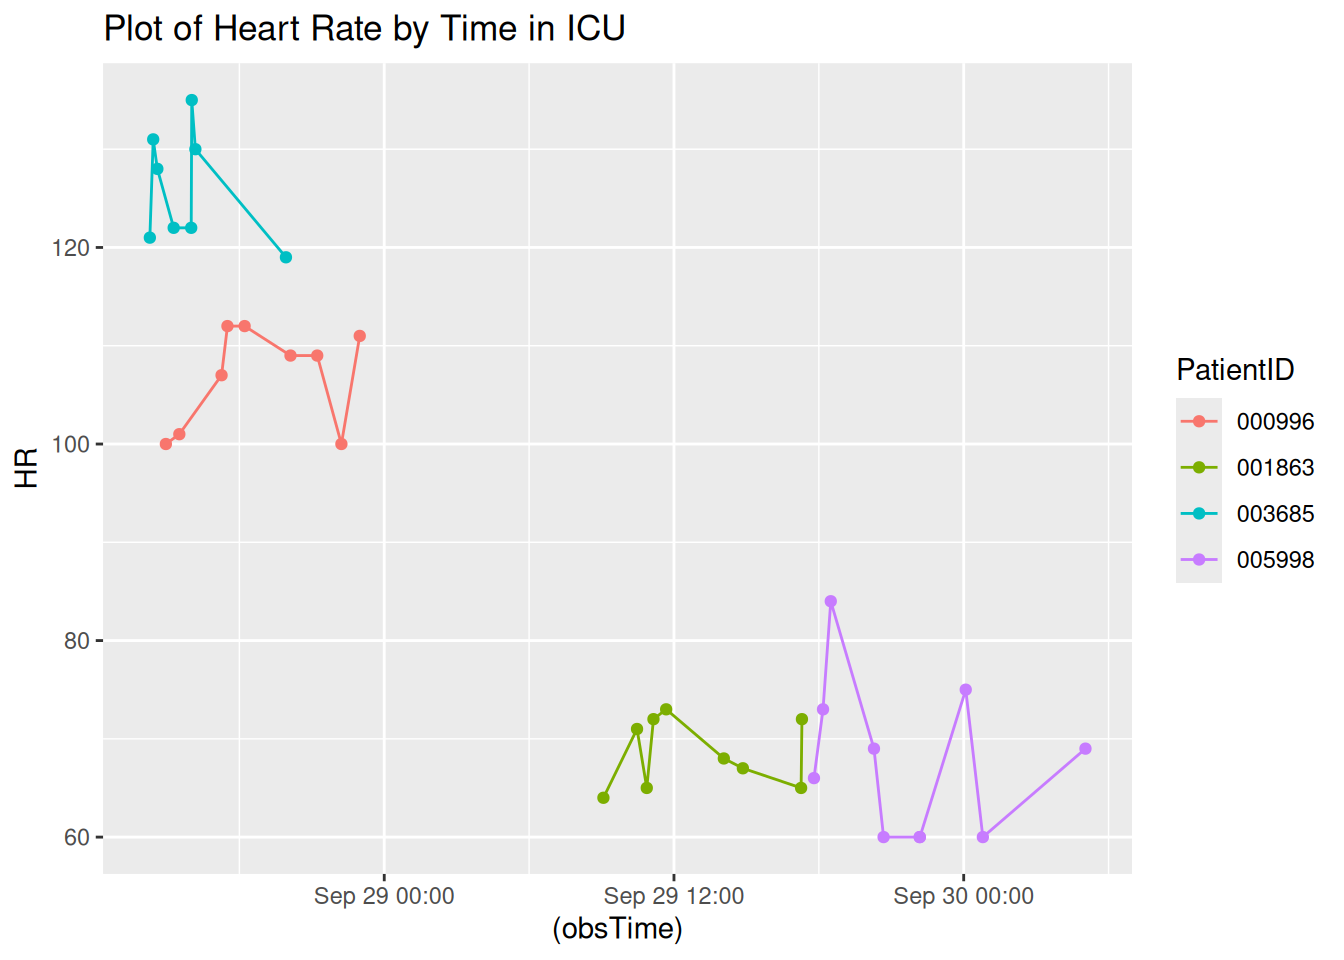 Plot of Heart Rate by Time in ICU
120
100
80
60
HR
Sep 29 00:00
Sep 29 12:00
Sep 30 00:00
(obsTime)
PatientID
000996
001863
003685
005998